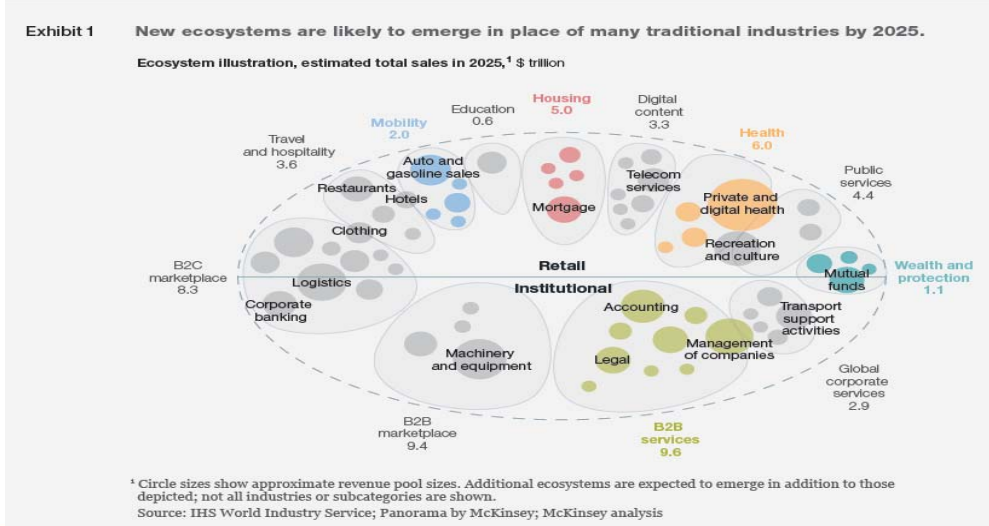 Exhibit 1
New ecosystems are likely to emerge in place of many traditional industries by 2025.
Ecosystem illustration, estimated total sales in 2025,¹ $ trillion
Travel
and hospitality
3.6
Mobility
2.0
Education
0.6
Housing
5.0
Digital
content
3.3
Health
6.0
Public
services
4.4
Auto and
gasoline sales
Restaurants
Hotels
Clothing
Mortgage
Telecom
services
Private and
digital health
Recreation
and culture
B2C
marketplace
8.3
Logistics
Corporate
banking
Retail
Institutional
Mutual
funds
Wealth and
protection
1.1
Machinery
and equipment
Accounting
Legal
Management
of companies
Transport
support
activities
Global
corporate
services
2.9
B2B
marketplace
9.4
B2B
services
9.6
¹ Circle sizes show approximate revenue pool sizes. Additional ecosystems are expected to emerge in addition to those
depicted; not all industries or subcategories are shown.
Source: IHS World Industry Service; Panorama by McKinsey; McKinsey analysis